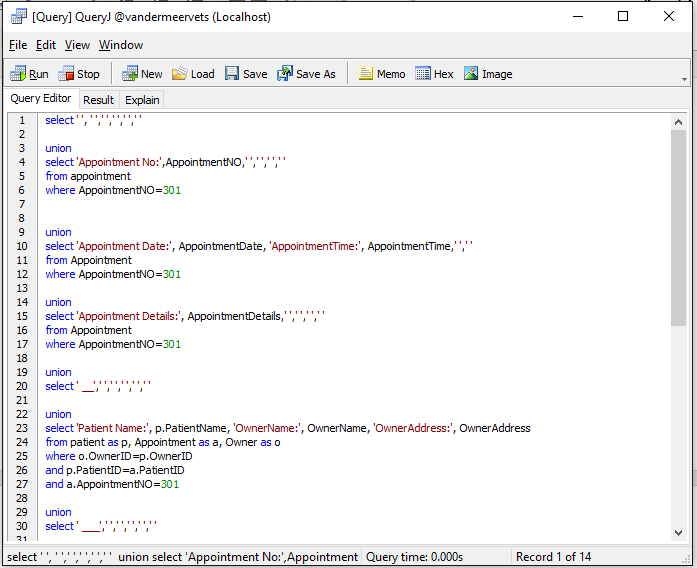 [Query] QueryJ @vandermeervets (Localhost)
File Edit View Window
Run Stop New Load Save Save As Memo Hex Image
Query Editor Result Explain
1 select ' ', ' ',' ',' ',' ',' '
2
3 union
4 select 'Appointment No:',AppointmentNO,' ',' ',' ',' '
5 from appointment
6 where AppointmentNO=301
7
8
9 union
10 select 'Appointment Date:', AppointmentDate, 'AppointmentTime:', AppointmentTime,' ',' '
11 from Appointment
12 where AppointmentNO=301
13
14 union
15 select 'Appointment Details:', AppointmentDetails,' ',' ',' ',' '
16 from Appointment
17 where AppointmentNO=301
18
19 union
20 select ' __',' ',' ',' ',' ',' '
21
22 union
23 select 'Patient Name:', p.PatientName, 'OwnerName:', OwnerName, 'OwnerAddress:', OwnerAddress
24 from patient as p, Appointment as a, Owner as o
25 where o.OwnerID=p.OwnerID
26 and p.PatientID=a.PatientID
27 and a.AppointmentNO=301
28
29 union
30 select ' ___',' ',' ',' ',' ',' '
31
select ' ', ' ',' ',' ',' ',' ' union select 'Appointment No:',Appointment Query time: 0.000s Record 1 of 14